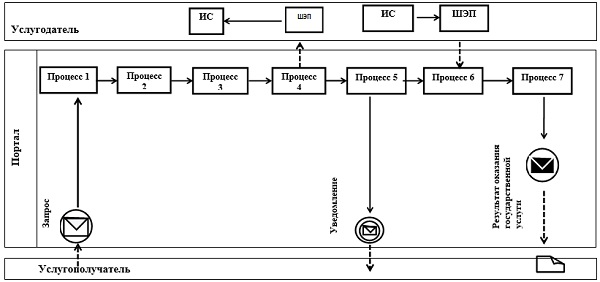 Услугодатель
ИС
ШЭП
ИС
ШЭП
Портал
Процесс 1
Процесс
2
Процесс
3
Процесс
4
Процесс 5
Процесс 6
Процесс 7
Запрос
Уведомление
Результат оказания
государственной
услуги
Услугополучатель